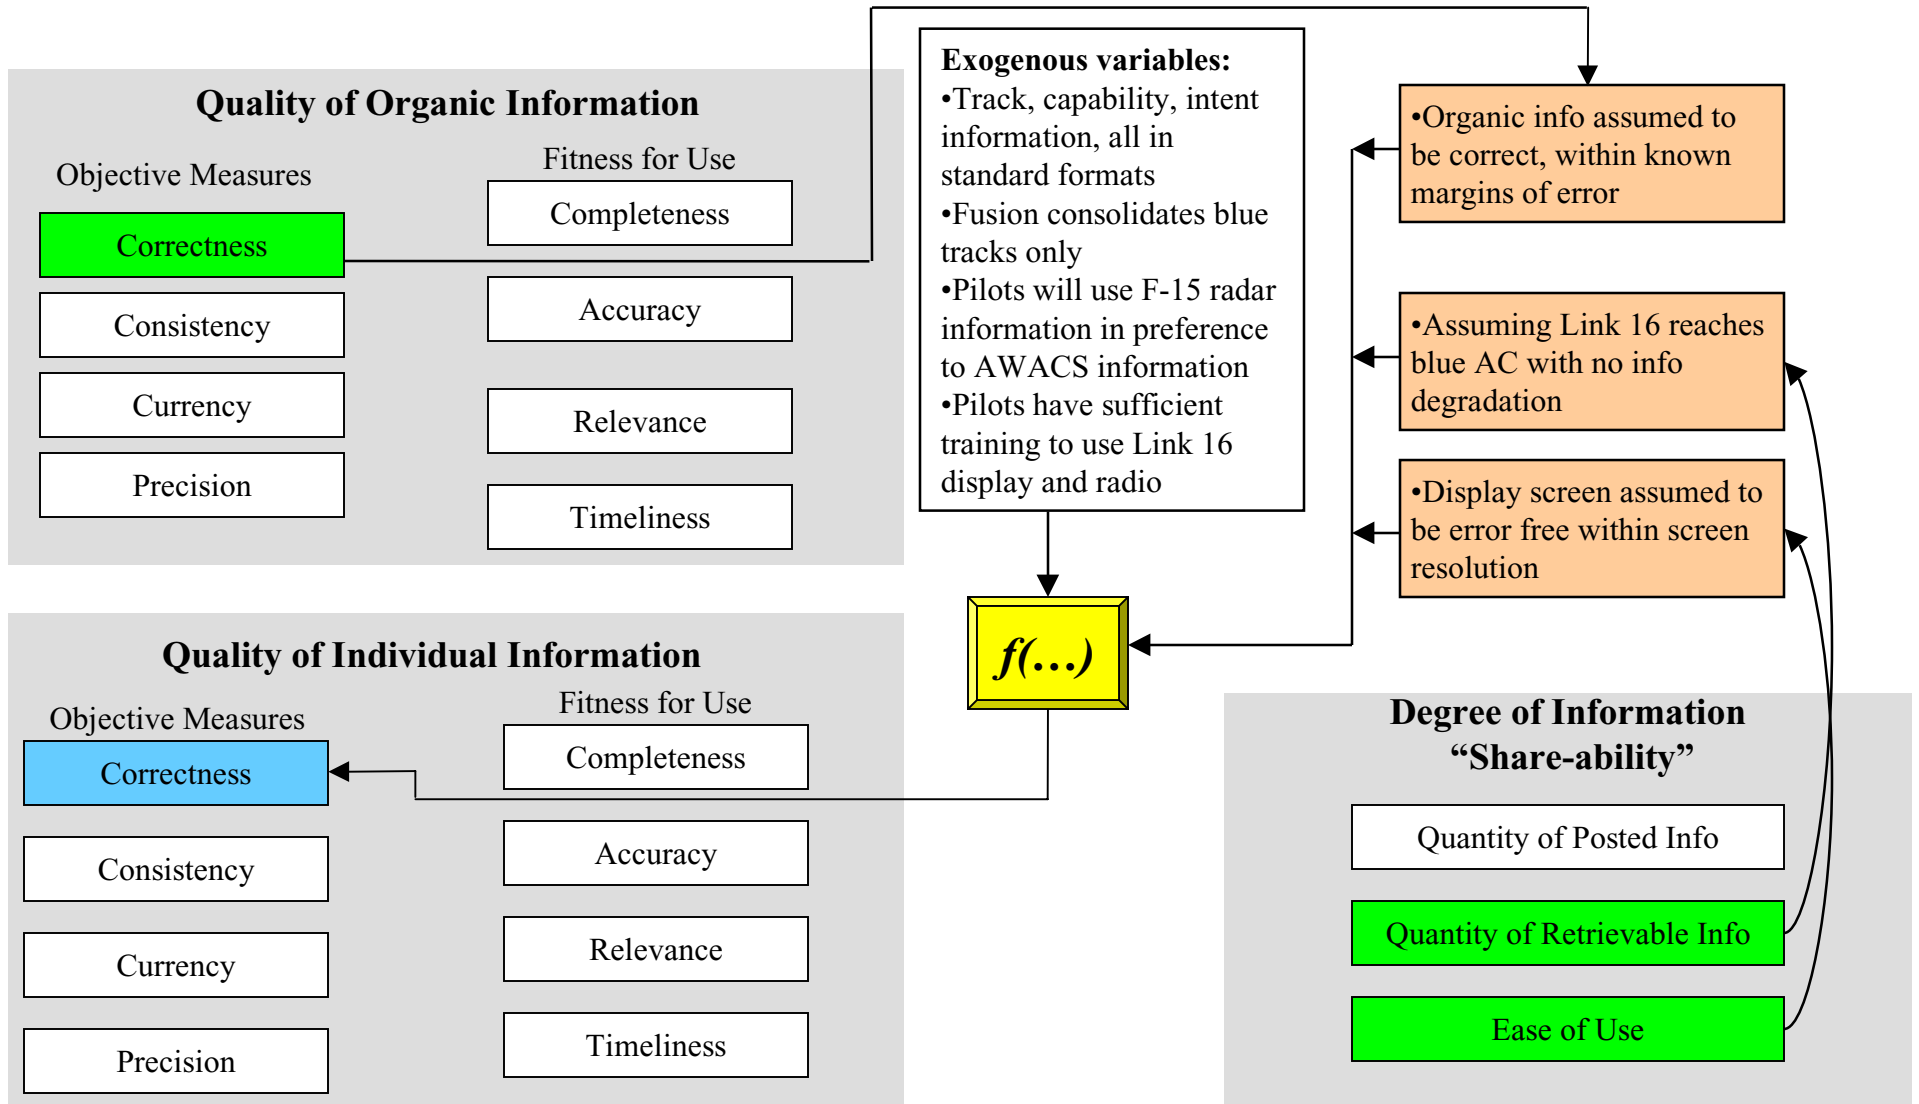 Quality of Organic Information
Objective Measures
Correctness
Consistency
Currency
Precision
Fitness for Use
Completeness
Accuracy
Relevance
Timeliness
Exogenous variables:
•Track, capability, intent
information, all in
standard formats
•Fusion consolidates blue
tracks only
•Pilots will use F-15 radar
information in preference
to AWACS information
•Pilots have sufficient
training to use Link 16
display and radio
•Organic info assumed to
be correct, within known
margins of error
•Assuming Link 16 reaches
blue AC with no info
degradation
•Display screen assumed to
be error free within screen
resolution
f(…)
Quality of Individual Information
Objective Measures
Correctness
Consistency
Currency
Precision
Fitness for Use
Completeness
Accuracy
Relevance
Timeliness
Degree of Information
“Share-ability”
Quantity of Posted Info
Quantity of Retrievable Info
Ease of Use